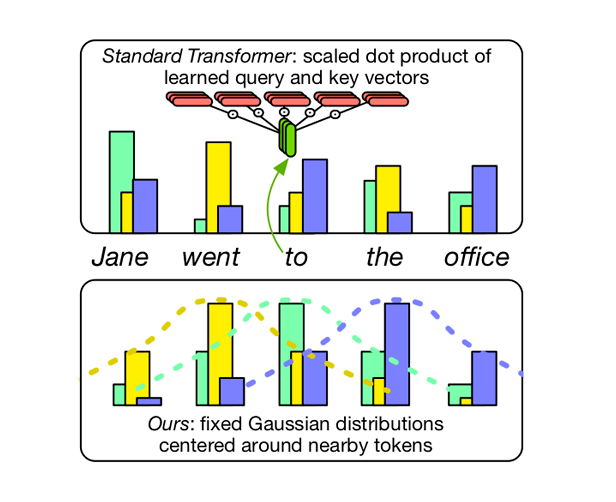 Standard Transformer: scaled dot product of
learned query and key vectors
Jane went to the office
Ours: fixed Gaussian distributions
centered around nearby tokens